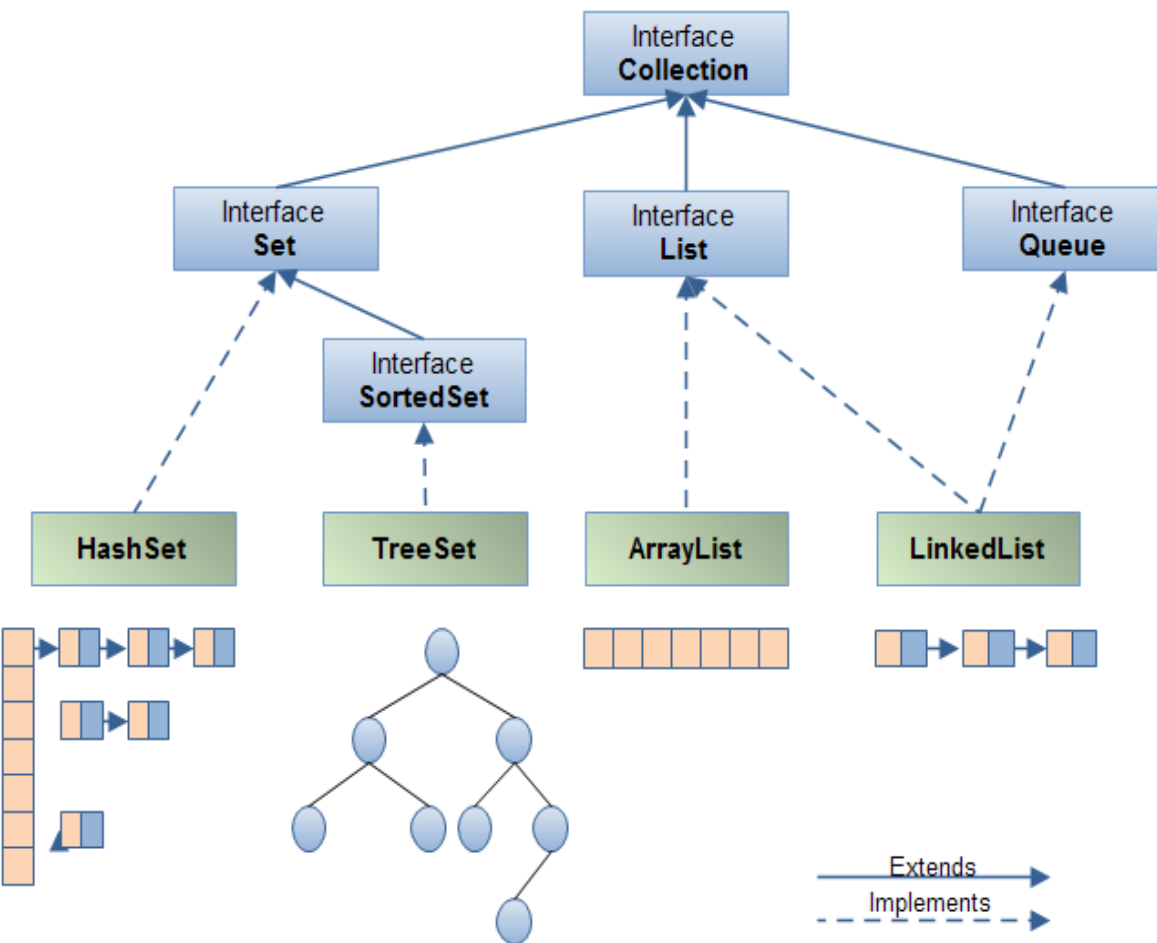 Interface
Collection
Interface
Set
Interface
List
Interface
Queue
Interface
SortedSet
HashSet
TreeSet
ArrayList
LinkedList
Extends
Implements